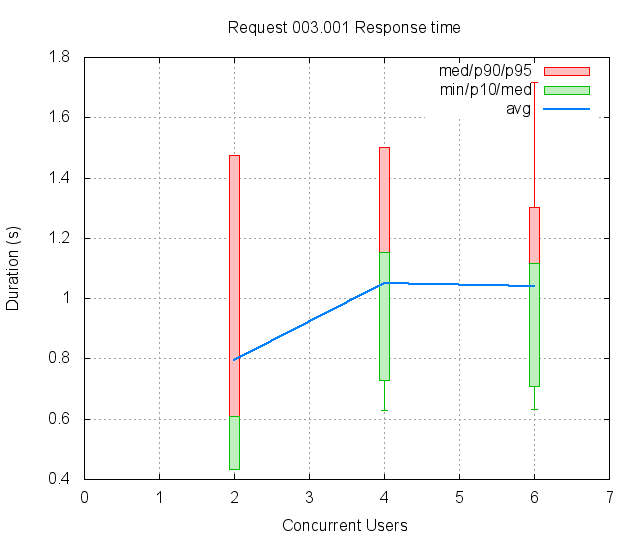 Request 003.001 Response time
1.8
1.6
1.4
1.2
1
0.8
0.6
0.4
Duration (s)
med/p90/p95
min/p10/med
avg
0 1 2 3 4 5 6 7
Concurrent Users